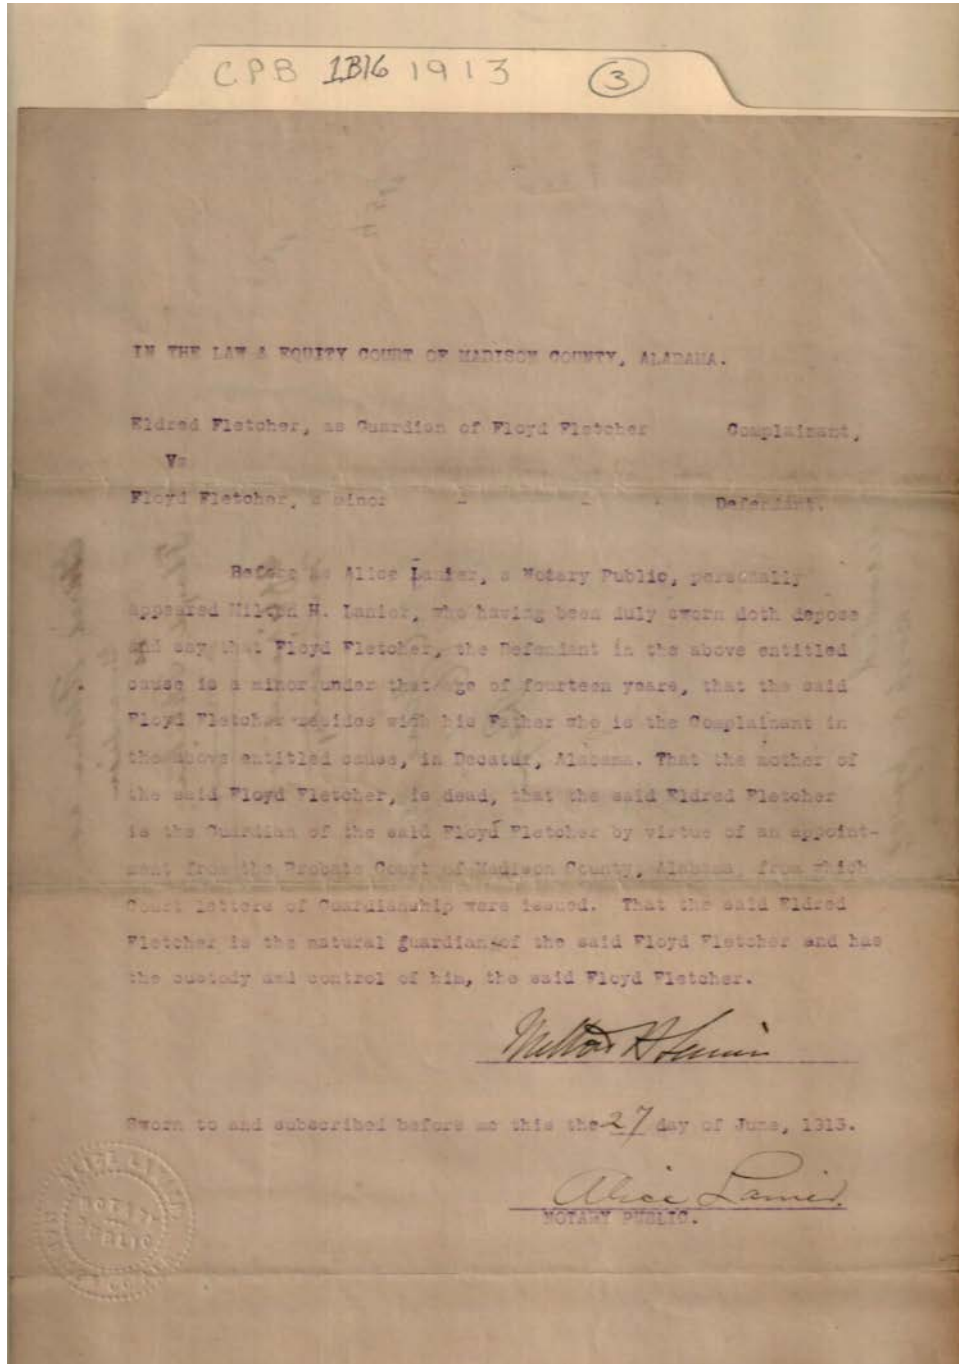 CPB 1B16 1913 3
IN THE LAW & EQUITY COURT OF MADISON COUNTY, ALABAMA.
Eldred Fletcher, as Guardian of Floyd Fletcher Complainant,
Vs
Floyd Fletcher, a minor - - - Defendant.
Before me Alice Lanier, a Notary Public, personally
appeared Milton H. Lanier, who having been duly sworn doth depose
and say that Floyd Fletcher, the Defendant in the above entitled
cause is a minor under that age of fourteen years, that the said
Floyd Fletcher resides with his Father who is the Complainant in
the above entitled cause, in Decatur, Alabama. That the mother of
the said Floyd Fletcher, is dead, that the said Eldred Fletcher
is the Guardian of the said Floyd Fletcher by virtue of an appoint-
ment from the Probate Court of Madison County, Alabama, from which
Court letters of Guardianship were issued. That the said Eldred
Fletcher is the natural guardian of the said Floyd Fletcher and has
the custody and control of him, the said Floyd Fletcher.
Milton H Lanier
Sworn to and subscribed before me this the 27 day of June, 1913.
Alice Lanier.
NOTARY PUBLIC.
ALICE LANIER
NOTARY
PUBLIC